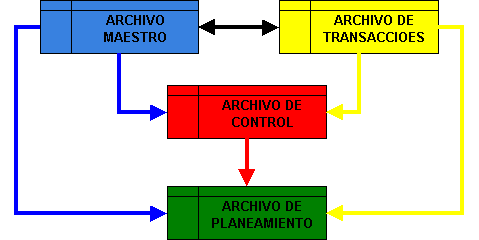 ARCHIVO
MAESTRO
ARCHIVO DE
TRANSACCIOES
ARCHIVO DE
CONTROL
ARCHIVO DE
PLANEAMIENTO